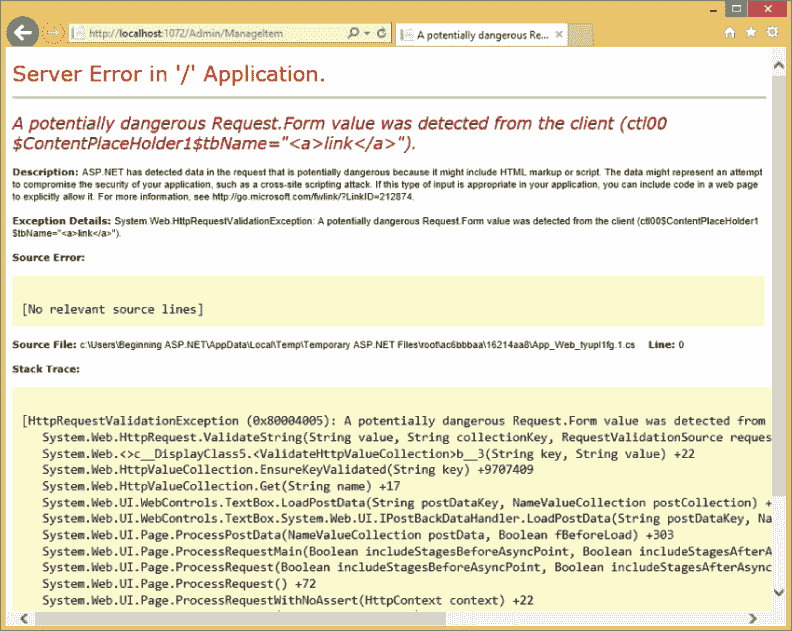 http://localhost:1072/Admin/ManageItem
A potentially dangerous Re...
Server Error in '/' Application.
A potentially dangerous Request.Form value was detected from the client (ctl00
$ContentPlaceHolder1$tbName="<a>link</a>").
Description: ASP.NET has detected data in the request that is potentially dangerous because it might include HTML markup or script. The data might represent an attempt
to compromise the security of your application, such as a cross-site scripting attack. If this type of input is appropriate in your application, you can include code in a web page
to explicitly allow it. For more information, see http://go.microsoft.com/fwlink/?LinkID=212874.
Exception Details: System.Web.HttpRequestValidationException: A potentially dangerous Request.Form value was detected from the client (ctl00$ContentPlaceHolder1
$tbName="<a>link</a>").
Source Error:
[No relevant source lines]
Source File: c:\Users\Beginning ASP.NET\AppData\Local\Temp\Temporary ASP.NET Files\root\ac6bbbaa\16214aa8\App_Web_tyupl1fg.1.cs Line: 0
Stack Trace:
[HttpRequestValidationException (0x80004005): A potentially dangerous Request.Form value was detected from
System.Web.HttpRequest.ValidateString(String value, String collectionKey, RequestValidationSource reques
System.Web.<>c__DisplayClass5.<ValidateHttpValueCollection>b__3(String key, String value) +22
System.Web.HttpValueCollection.EnsureKeyValidated(String key) +9707409
System.Web.HttpValueCollection.Get(String name) +17
System.Web.UI.WebControls.TextBox.LoadPostData(String postDataKey, NameValueCollection postCollection) +
System.Web.UI.WebControls.TextBox.System.Web.UI.IPostBackDataHandler.LoadPostData(String postDataKey, Na
System.Web.UI.Page.ProcessPostData(NameValueCollection postData, Boolean fBeforeLoad) +303
System.Web.UI.Page.ProcessRequestMain(Boolean includeStagesBeforeAsyncPoint, Boolean includeStagesAfterA
System.Web.UI.Page.ProcessRequest(Boolean includeStagesBeforeAsyncPoint, Boolean includeStagesAfterAsync
System.Web.UI.Page.ProcessRequest() +72
System.Web.UI.Page.ProcessRequestWithNoAssert(HttpContext context) +22